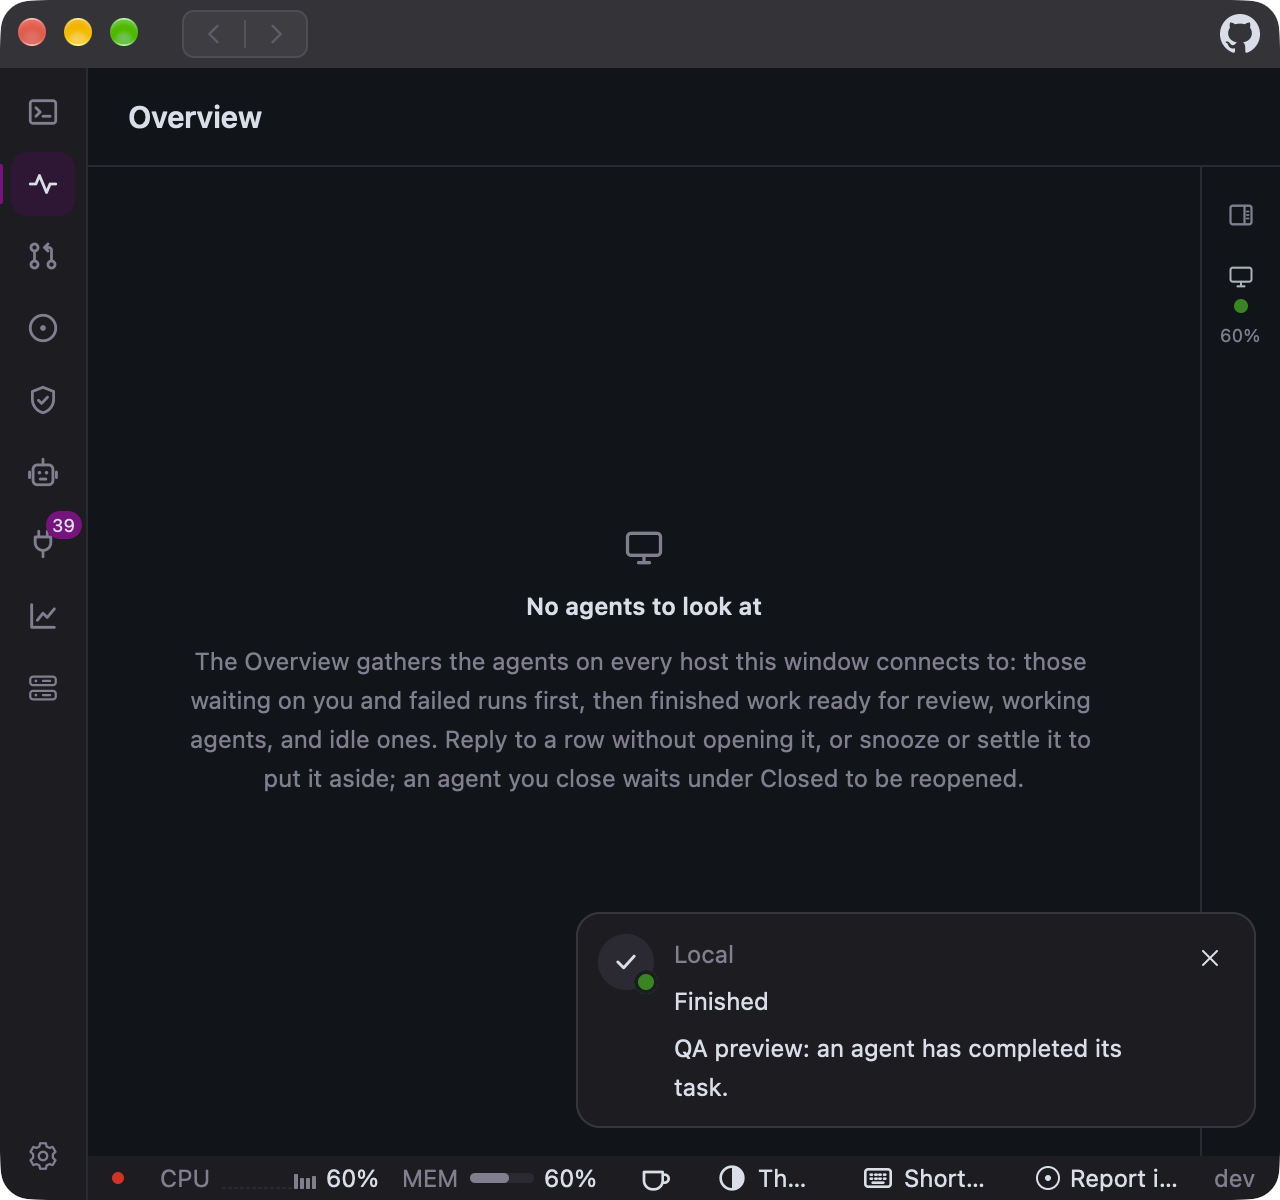 Overview
60%
39
No agents to look at
The Overview gathers the agents on every host this window connects to: those
waiting on you and failed runs first, then finished work ready for review, working
agents, and idle ones. Reply to a row without opening it, or snooze or settle it to
put it aside; an agent you close waits under Closed to be reopened.
Local
Finished
QA preview: an agent has completed its
task.
CPU 60% MEM 60% Th... Short... Report i... dev